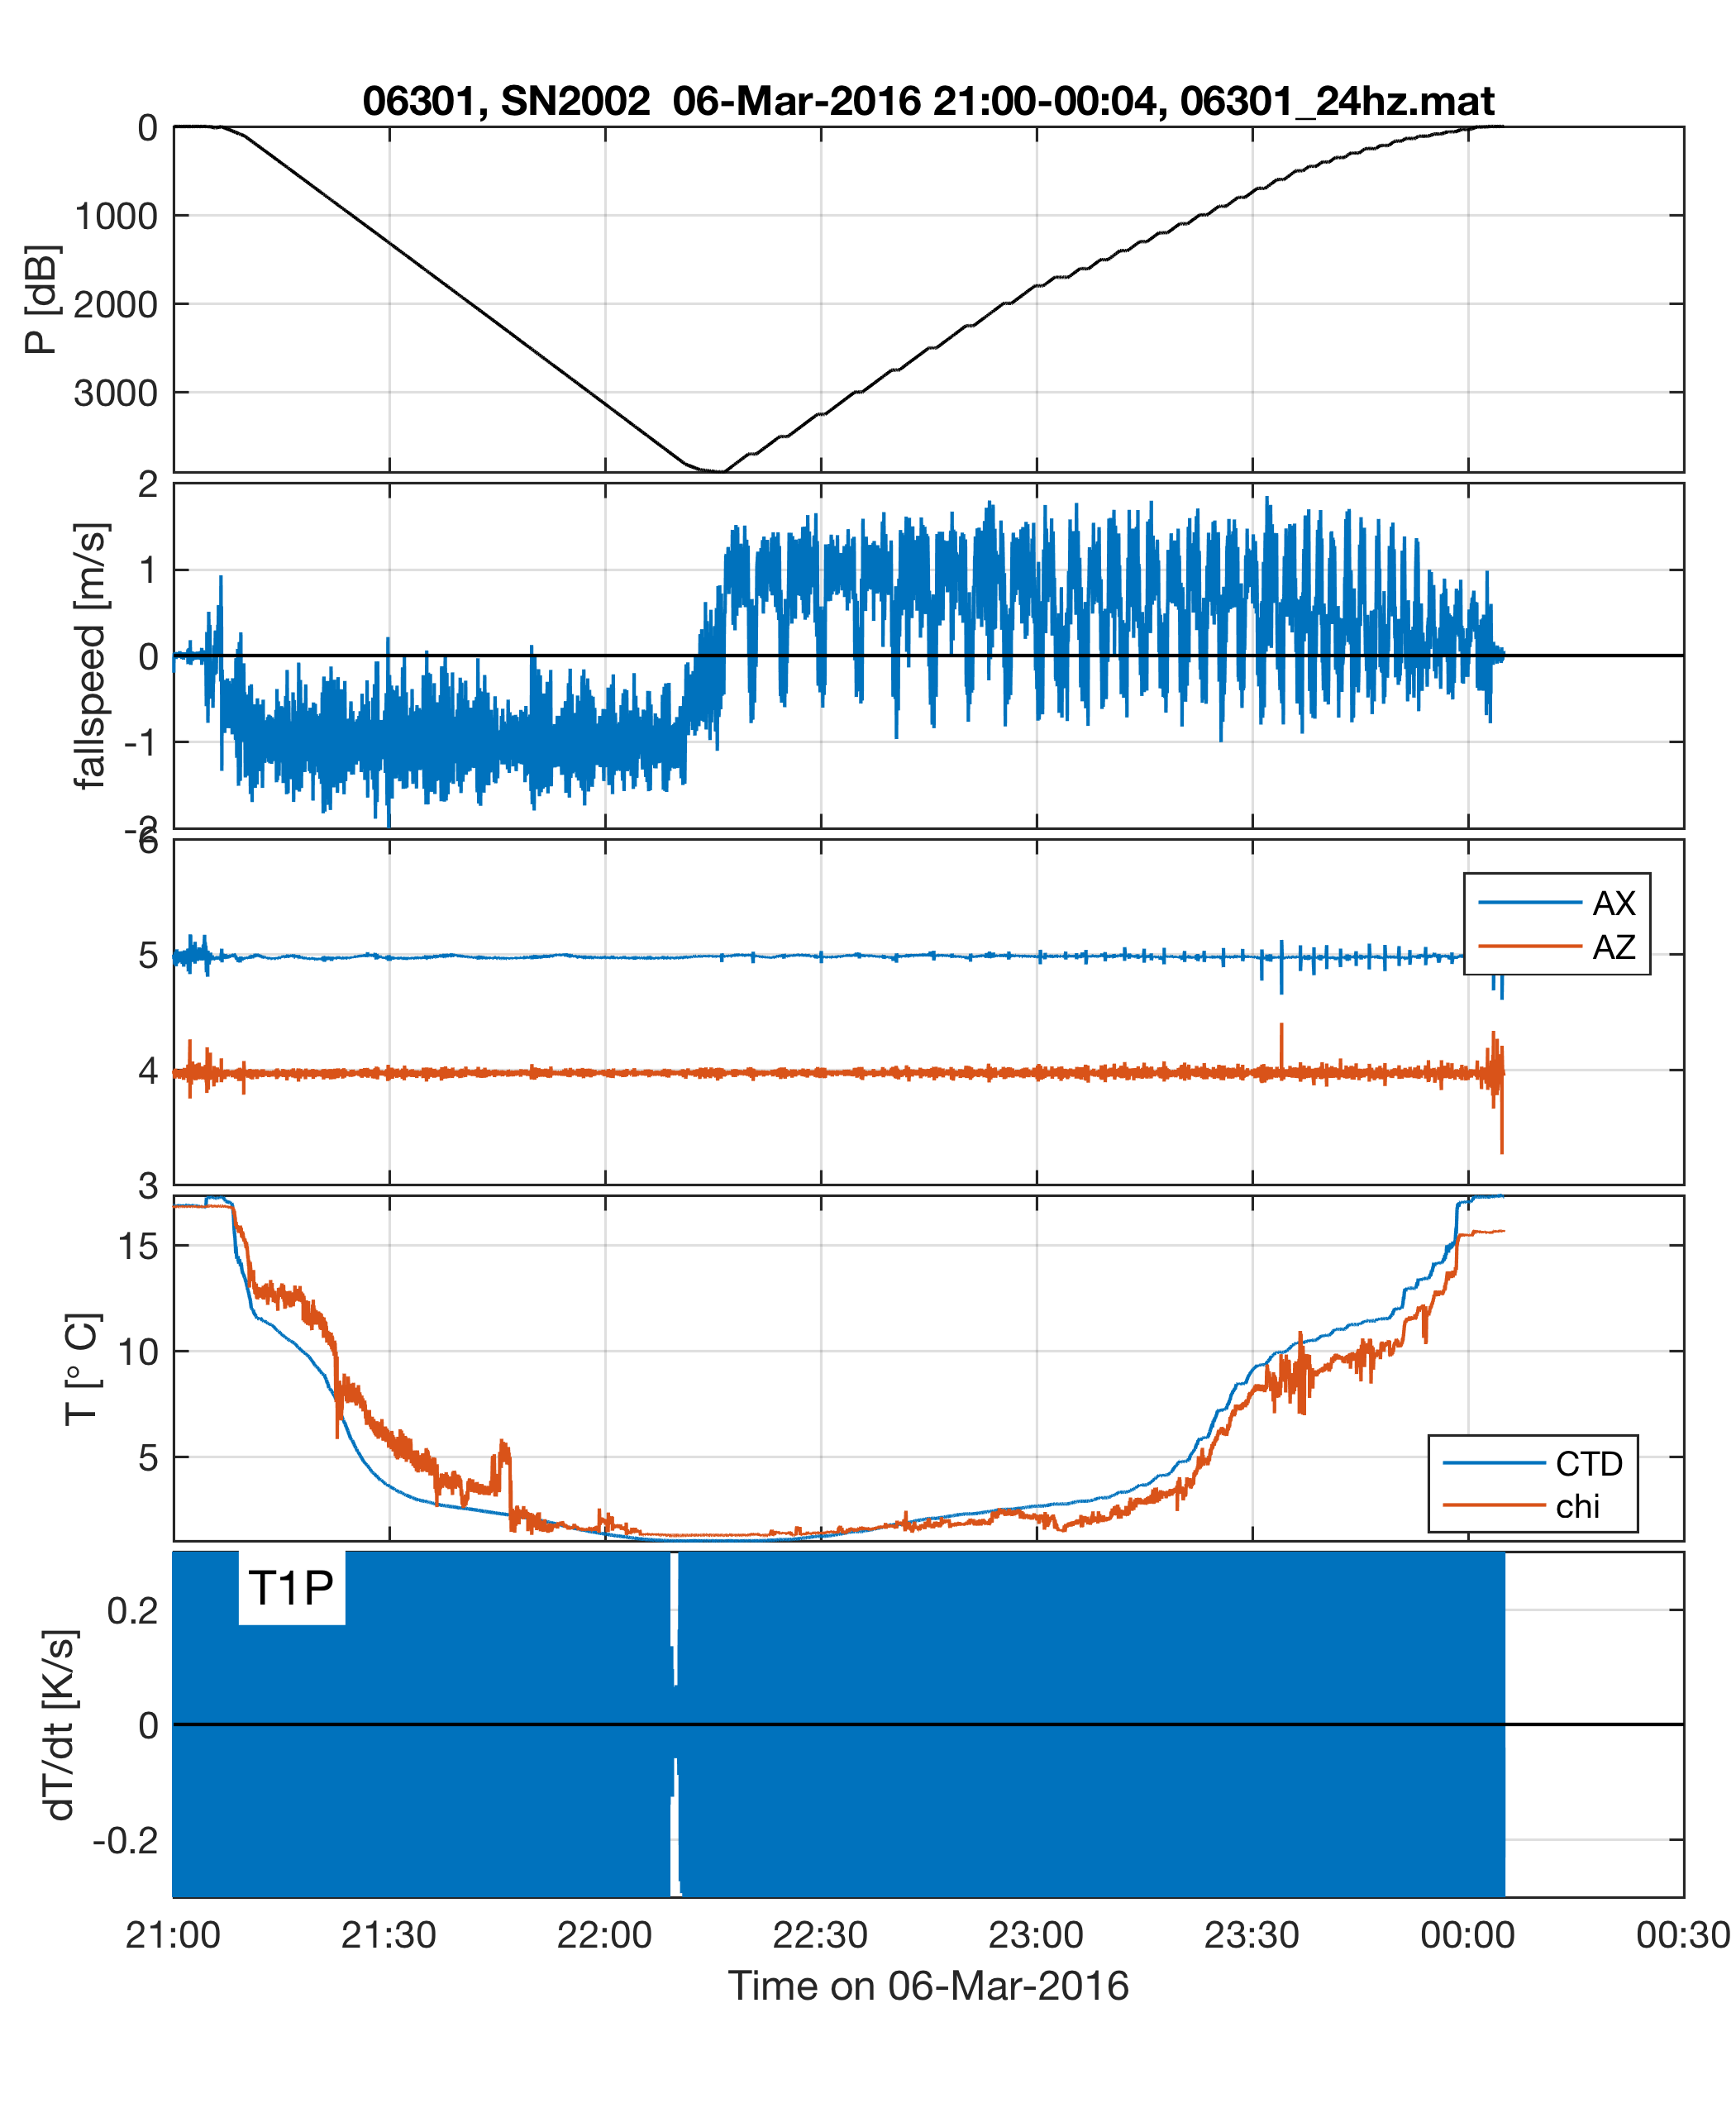 06301, SN2002  06-Mar-2016 21:00-00:04, 06301_24hz.mat
0
1000
2000
3000
P [dB]
2
1
0
-1
-2
fallspeed [m/s]
6
5
4
3
AX
AZ
15
10
5
T [° C]
CTD
chi
T1P
0.2
0
-0.2
dT/dt [K/s]
21:00 21:30 22:00 22:30 23:00 23:30 00:00 00:30
Time on 06-Mar-2016